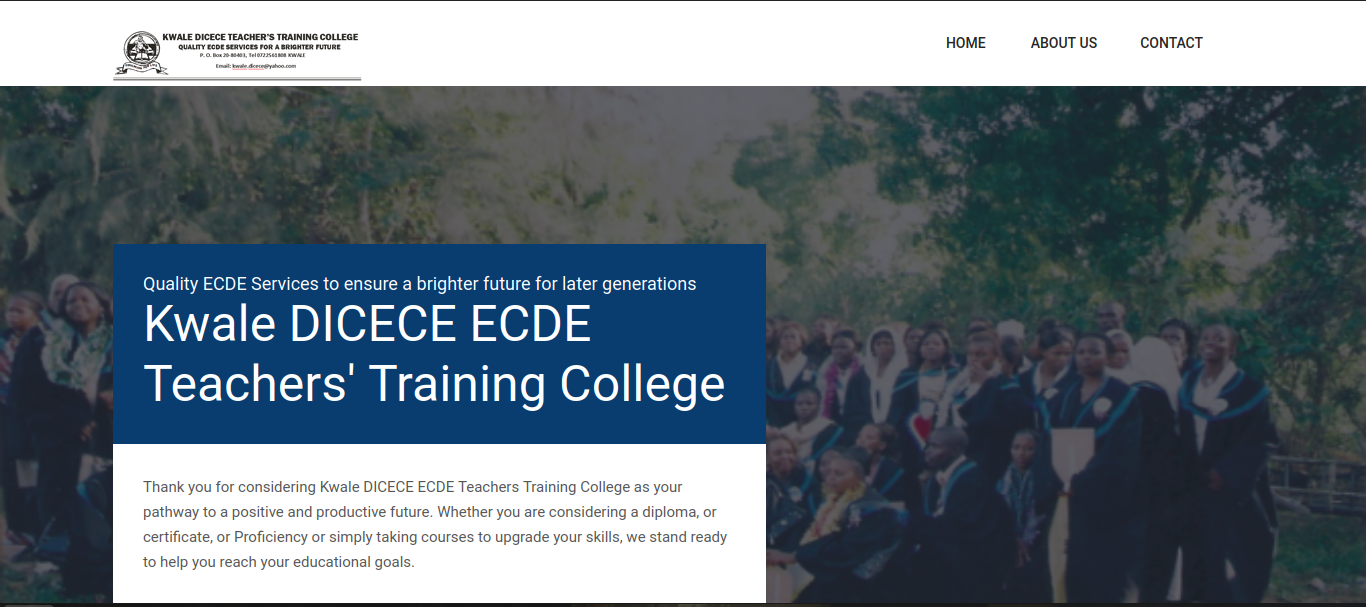 KWALE DICECE TEACHER'S TRAINING COLLEGE
QUALITY ECDE SERVICES FOR A BRIGHTER FUTURE
P. O. Box 20-80403, Tel 0722561808 KWALE
Email: kwale.dicece@yahoo.com
HOME ABOUT US CONTACT
Quality ECDE Services to ensure a brighter future for later generations
Kwale DICECE ECDE
Teachers' Training College
Thank you for considering Kwale DICECE ECDE Teachers Training College as your
pathway to a positive and productive future. Whether you are considering a diploma, or
certificate, or Proficiency or simply taking courses to upgrade your skills, we stand ready
to help you reach your educational goals.